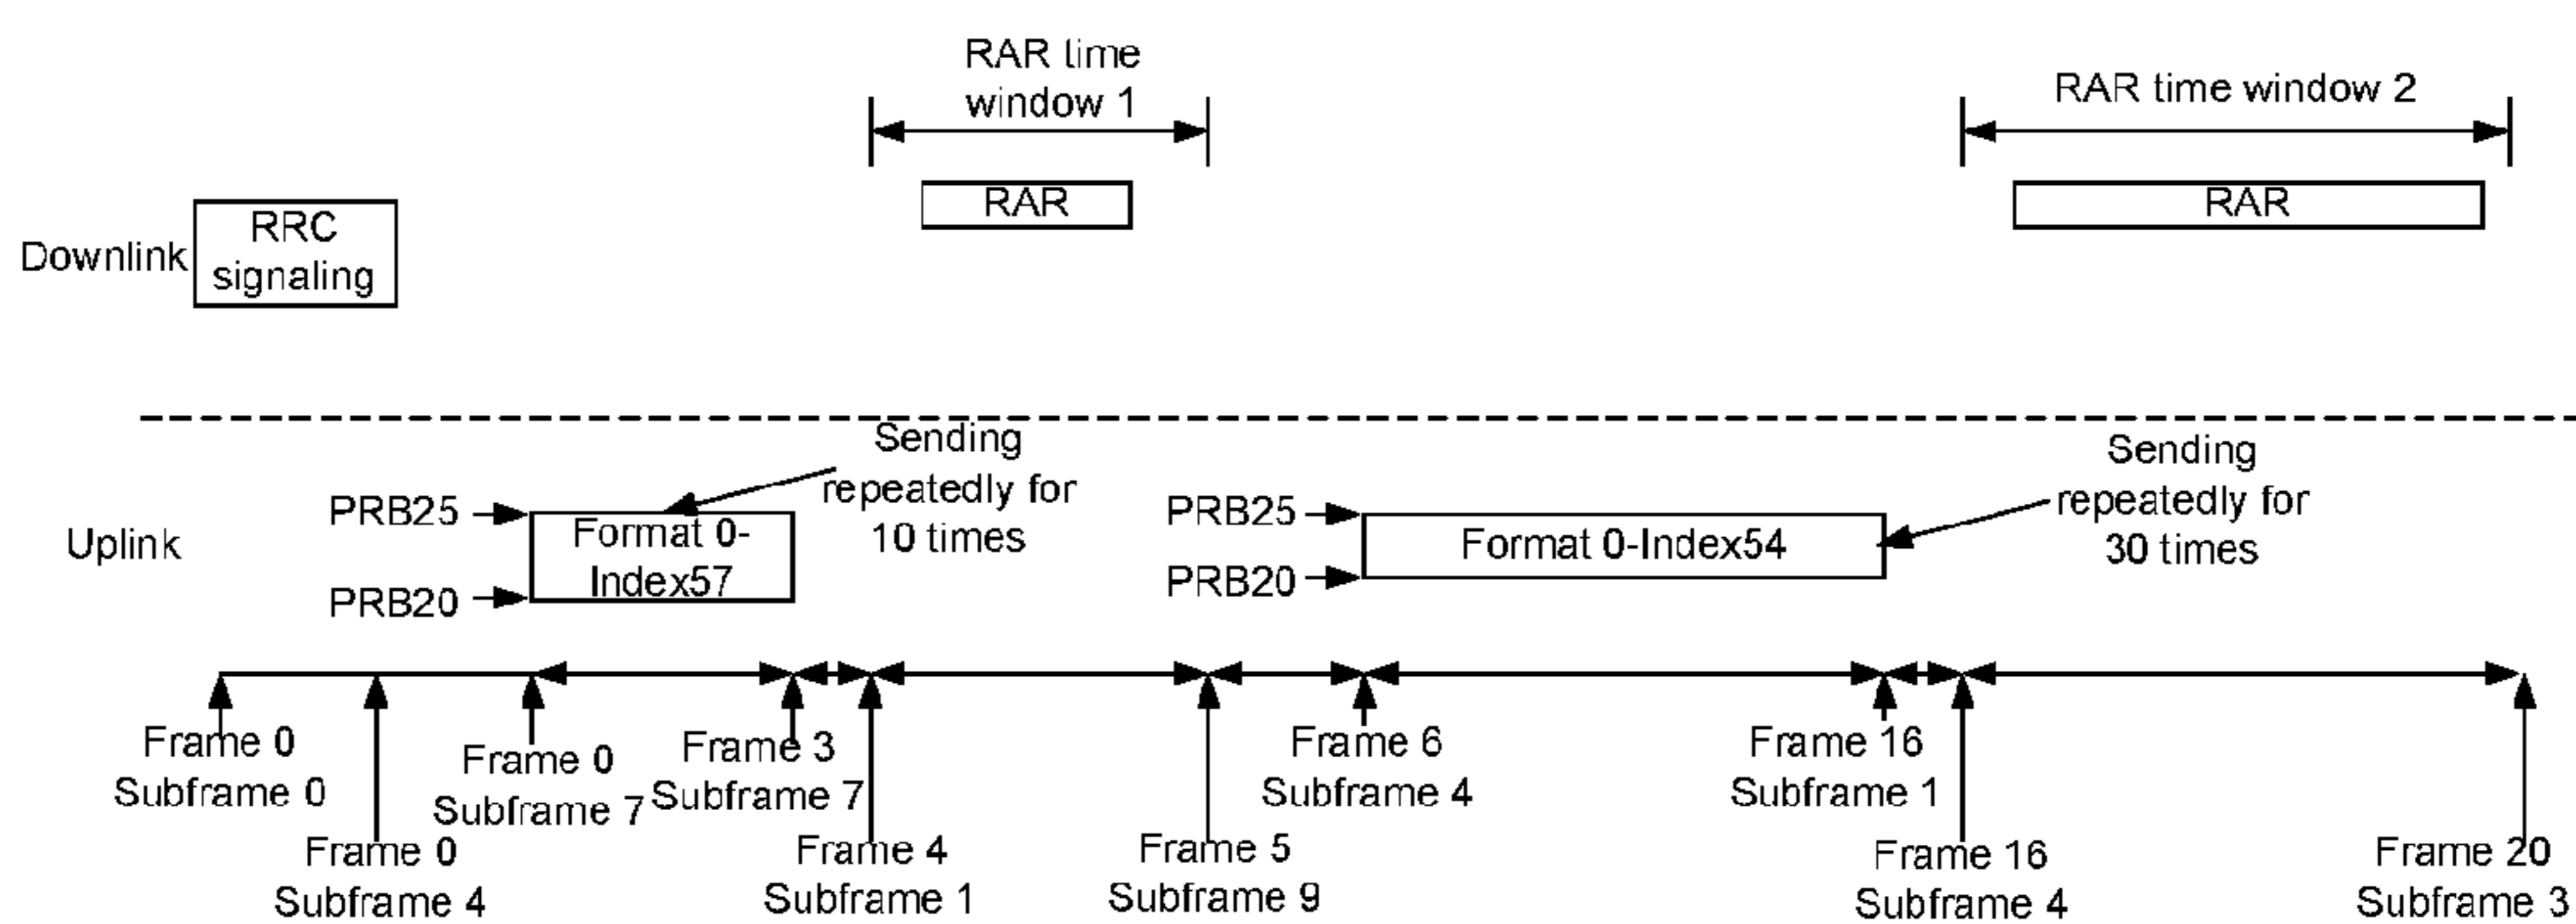 RAR time
window 1
RAR time window 2
RAR
RAR
Downlink
RRC
signaling
Sending
repeatedly for
10 times
Sending
repeatedly for
30 times
Uplink
PRB25
PRB20
Format 0-
Index57
PRB25
PRB20
Format 0-Index54
Frame 0
Subframe 0
Frame 0
Subframe 4
Frame 0
Subframe 7
Frame 3
Subframe 7
Frame 4
Subframe 1
Frame 5
Subframe 9
Frame 6
Subframe 4
Frame 16
Subframe 1
Frame 16
Subframe 4
Frame 20
Subframe 3